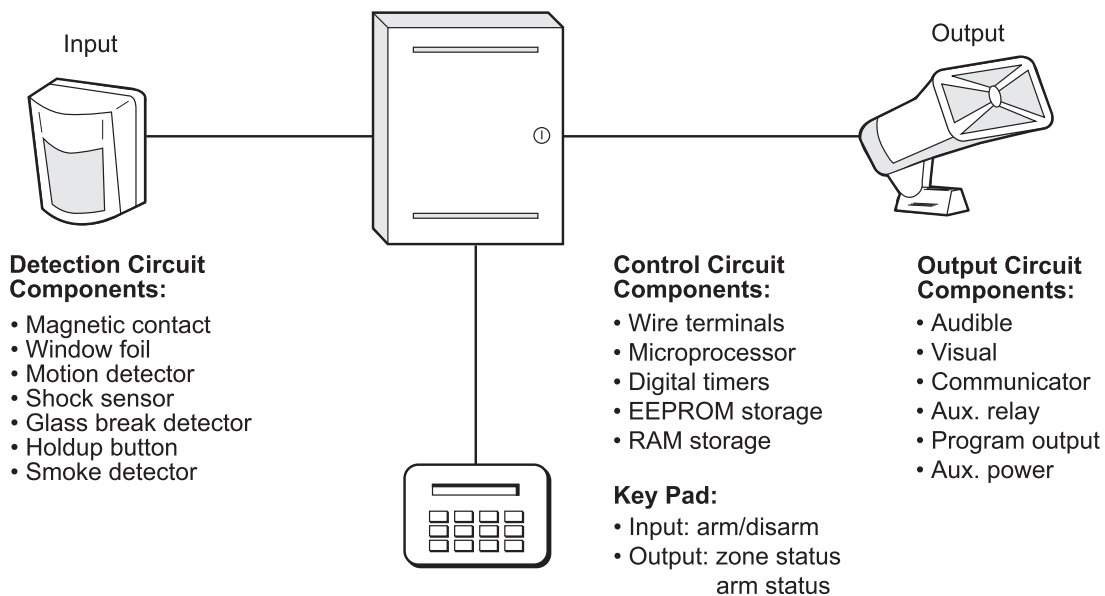 Input
Output
Detection Circuit
Components:
• Magnetic contact
• Window foil
• Motion detector
• Shock sensor
• Glass break detector
• Holdup button
• Smoke detector
Control Circuit
Components:
• Wire terminals
• Microprocessor
• Digital timers
• EEPROM storage
• RAM storage
Key Pad:
• Input: arm/disarm
• Output: zone status
arm status
Output Circuit
Components:
• Audible
• Visual
• Communicator
• Aux. relay
• Program output
• Aux. power